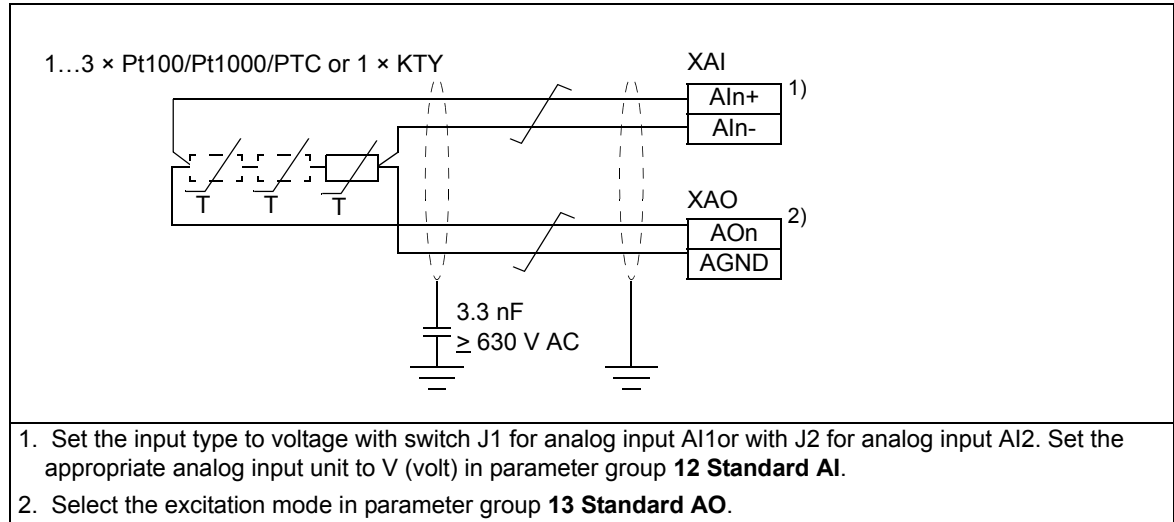 1…3 × Pt100/Pt1000/PTC or 1 × KTY
XAI
AIn+ 1)
AIn-
T T T
XAO
AOn 2)
AGND
3.3 nF
≥ 630 V AC
1. Set the input type to voltage with switch J1 for analog input AI1or with J2 for analog input AI2. Set the
appropriate analog input unit to V (volt) in parameter group 12 Standard AI.
2. Select the excitation mode in parameter group 13 Standard AO.